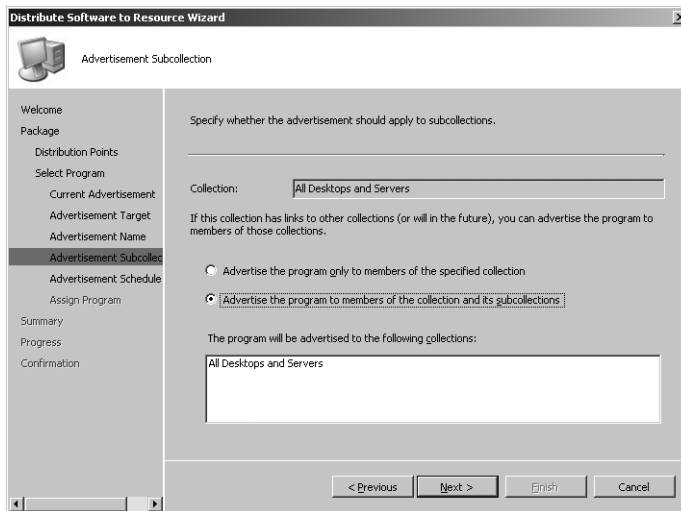 Distribute Software to Resource Wizard
Advertisement Subcollection
Welcome
Package
Distribution Points
Select Program
Current Advertisement
Advertisement Target
Advertisement Name
Advertisement Subcollec
Advertisement Schedule
Assign Program
Summary
Progress
Confirmation
Specify whether the advertisement should apply to subcollections.
Collection: All Desktops and Servers
If this collection has links to other collections (or will in the future), you can advertise the program to
members of those collections.
Advertise the program only to members of the specified collection
Advertise the program to members of the collection and its subcollections
The program will be advertised to the following collections:
All Desktops and Servers
< Previous Next > Finish Cancel